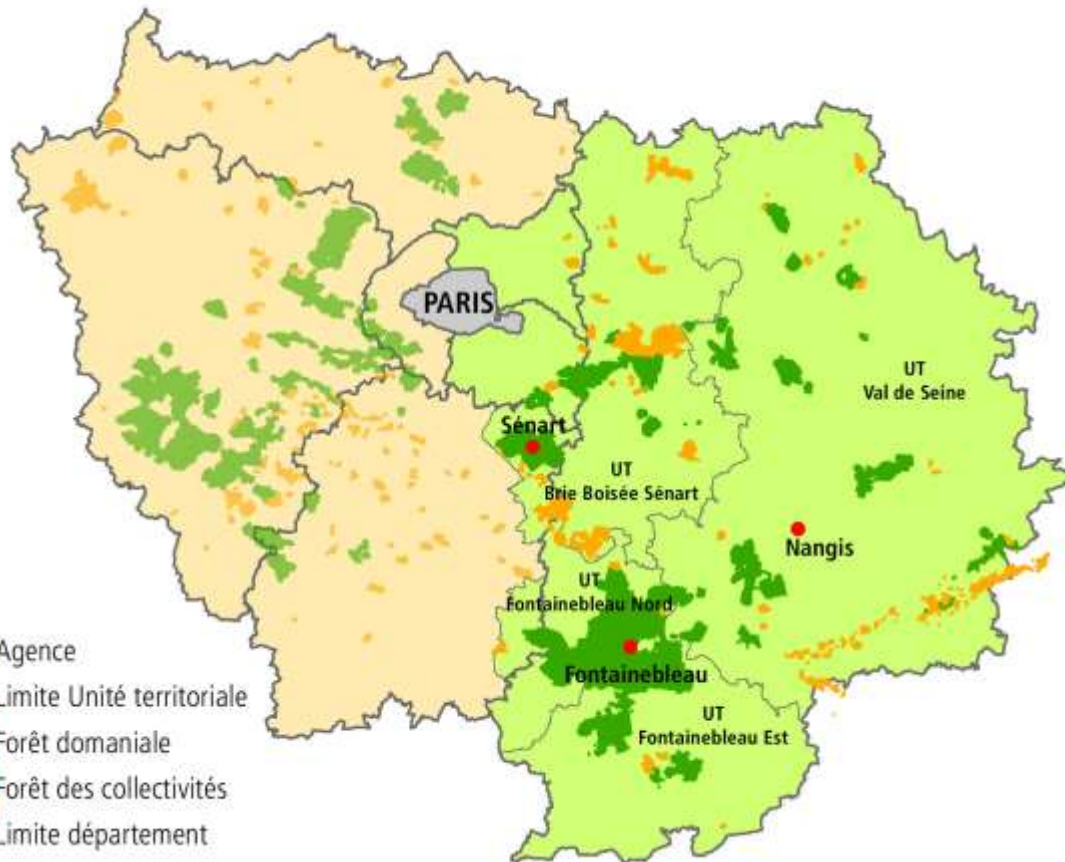 PARIS
UT
Val de Seine
Sénart
UT
Brie Boisée Sénart
Nangis
UT
Fontainebleau Nord
Fontainebleau
UT
Fontainebleau Est
Agence
Limite Unité territoriale
Forêt domaniale
Forêt des collectivités
Limite département